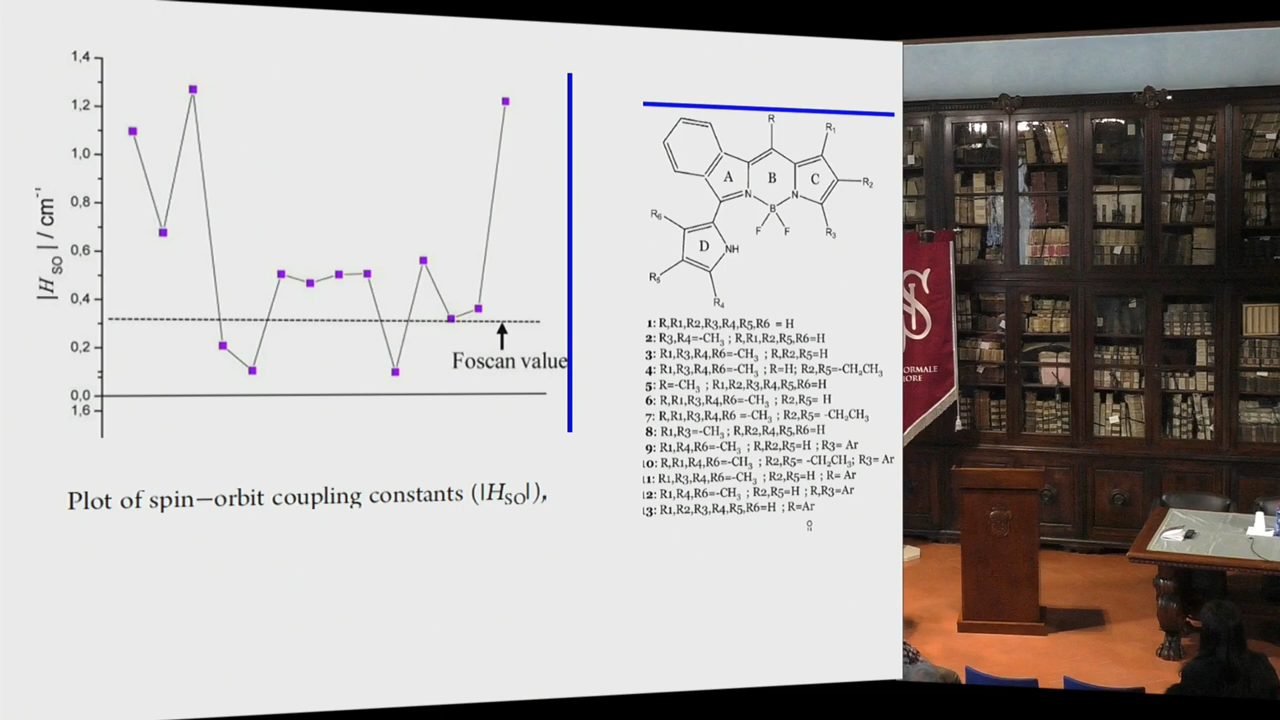 1,4
1,2
1,0
0,8
0,6
0,4
0,2
0,0
1,6
|H SO | / cm⁻¹
Foscan value
Plot of spin−orbit coupling constants (|HSO|),
R
R1
R2
R3
R4
R5
R6
A
B
C
D
N
N
B
F
F
NH
1: R,R1,R2,R3,R4,R5,R6 = H
2: R3,R4=-CH3 ; R,R1,R2,R5,R6=H
3: R1,R3,R4,R6=-CH3 ; R,R2,R5=H
4: R1,R3,R4,R6=-CH3 ; R=H; R2,R5=-CH2CH3
5: R=-CH3 ; R1,R2,R3,R4,R5,R6=H
6: R,R1,R3,R4,R6=-CH3 ; R2,R5= H
7: R,R1,R3,R4,R6 =-CH3 ; R2,R5= -CH2CH3
8: R1,R3=-CH3 ; R,R2,R4,R5,R6=H
9: R1,R4,R6=-CH3 ; R,R2,R5=H ; R3= Ar
10: R,R1,R4,R6=-CH3 ; R2,R5= -CH2CH3; R3= Ar
11: R1,R3,R4,R6=-CH3 ; R2,R5=H ; R= Ar
12: R1,R4,R6=-CH3 ; R2,R5=H ; R,R3=Ar
13: R1,R2,R3,R4,R5,R6=H ; R=Ar